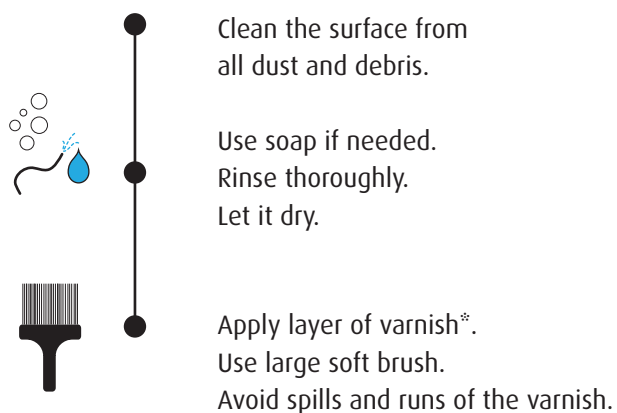 Clean the surface from
all dust and debris.
Use soap if needed.
Rinse thoroughly.
Let it dry.
Apply layer of varnish*.
Use large soft brush.
Avoid spills and runs of the varnish.